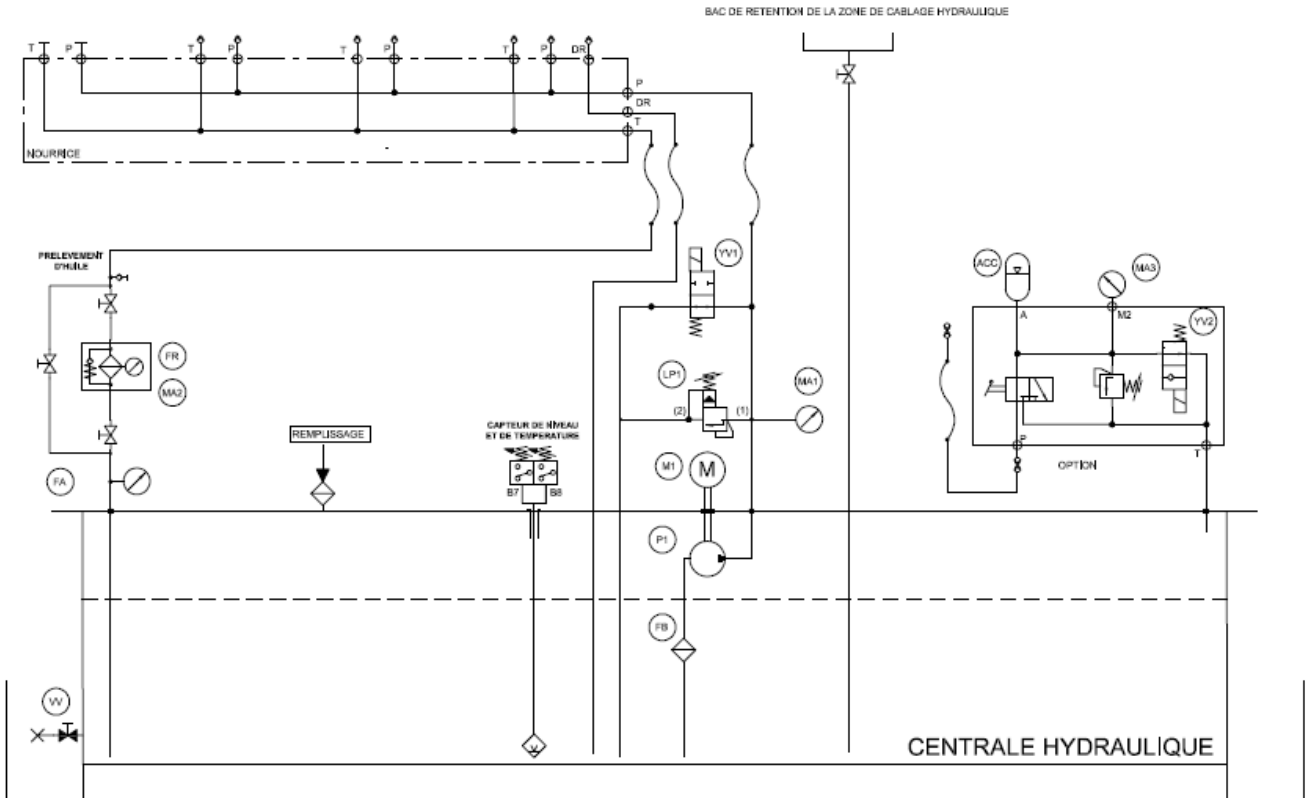 BAC DE RETENTION DE LA ZONE DE CABLAGE HYDRAULIQUE
T P T P T P T P DR
P
DR
T
NOURRICE
PRELEVEMENT
D'HUILE
YV1
ACC
MA3
A
M2
YV2
FR
MA2
LP1
MA1
(2)
(1)
CAPTEUR DE NIVEAU
ET DE TEMPERATURE
REMPLISSAGE
M1
M
P
T
OPTION
FA
B7
B8
P1
FB
VV
CENTRALE HYDRAULIQUE